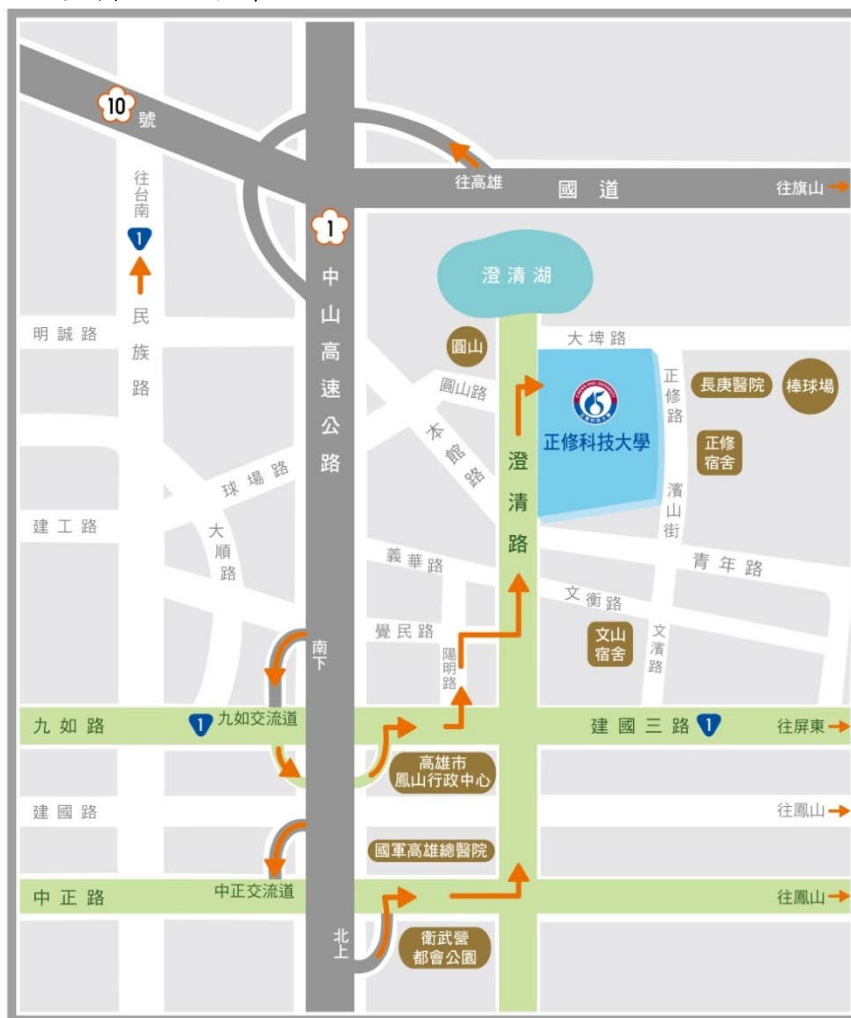 10
號
往台南
1
民族路
往高雄
國道
往旗山
1
中山高速公路
澄清湖
明誠路
圓山
大埤路
圓山路
正修路
長庚醫院
棒球場
正修科技大學
本館路
正修
宿舍
球場路
澄清路
濱山街
建工路
大順路
義華路
青年路
文衡路
覺民路
南下
陽明路
文山
宿舍
文濱路
九如路
1
九如交流道
建國三路
1
往屏東
高雄市
鳳山行政中心
建國路
往鳳山
國軍高雄總醫院
中正路
中正交流道
往鳳山
北上
衛武營
都會公園